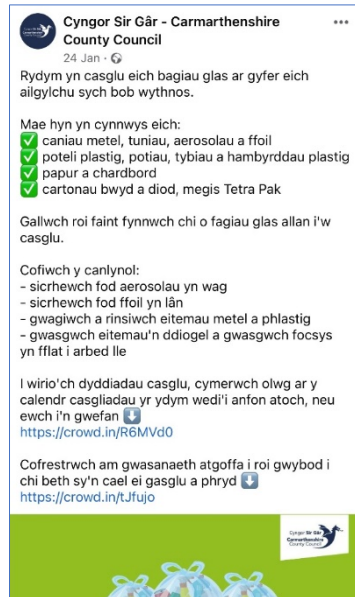 Cyngor Sir Gâr - Carmarthenshire
County Council
24 Jan ·
Rydym yn casglu eich bagiau glas ar gyfer eich
ailgylchu sych bob wythnos.
Mae hyn yn cynnwys eich:
✅ caniau metel, tuniau, aerosolau a ffoil
✅ poteli plastig, potiau, tybiau a hambyrddau plastig
✅ papur a chardbord
✅ cartonau bwyd a diod, megis Tetra Pak
Gallwch roi faint fynnwch chi o fagiau glas allan i'w
casglu.
Cofiwch y canlynol:
- sicrhewch fod aerosolau yn wag
- sicrhewch fod ffoil yn lân
- gwagiwch a rinsiwch eitemau metel a phlastig
- gwasgwch eitemau'n ddiogel a gwasgwch focsys
yn fflat i arbed lle
I wirio'ch dyddiadau casglu, cymerwch olwg ar y
calendr casgliadau yr ydym wedi'i anfon atoch, neu
ewch i'n gwefan ⬇️
https://crowd.in/R6MVd0
Cofrestrwch am gwasanaeth atgoffa i roi gwybod i
chi beth sy'n cael ei gasglu a phryd ⬇️
https://crowd.in/tJfujo
Cyngor Sir Gâr
Carmarthenshire
County Council